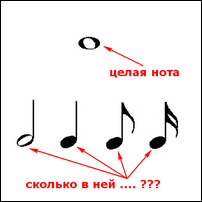 целая нота
сколько в ней .... ???